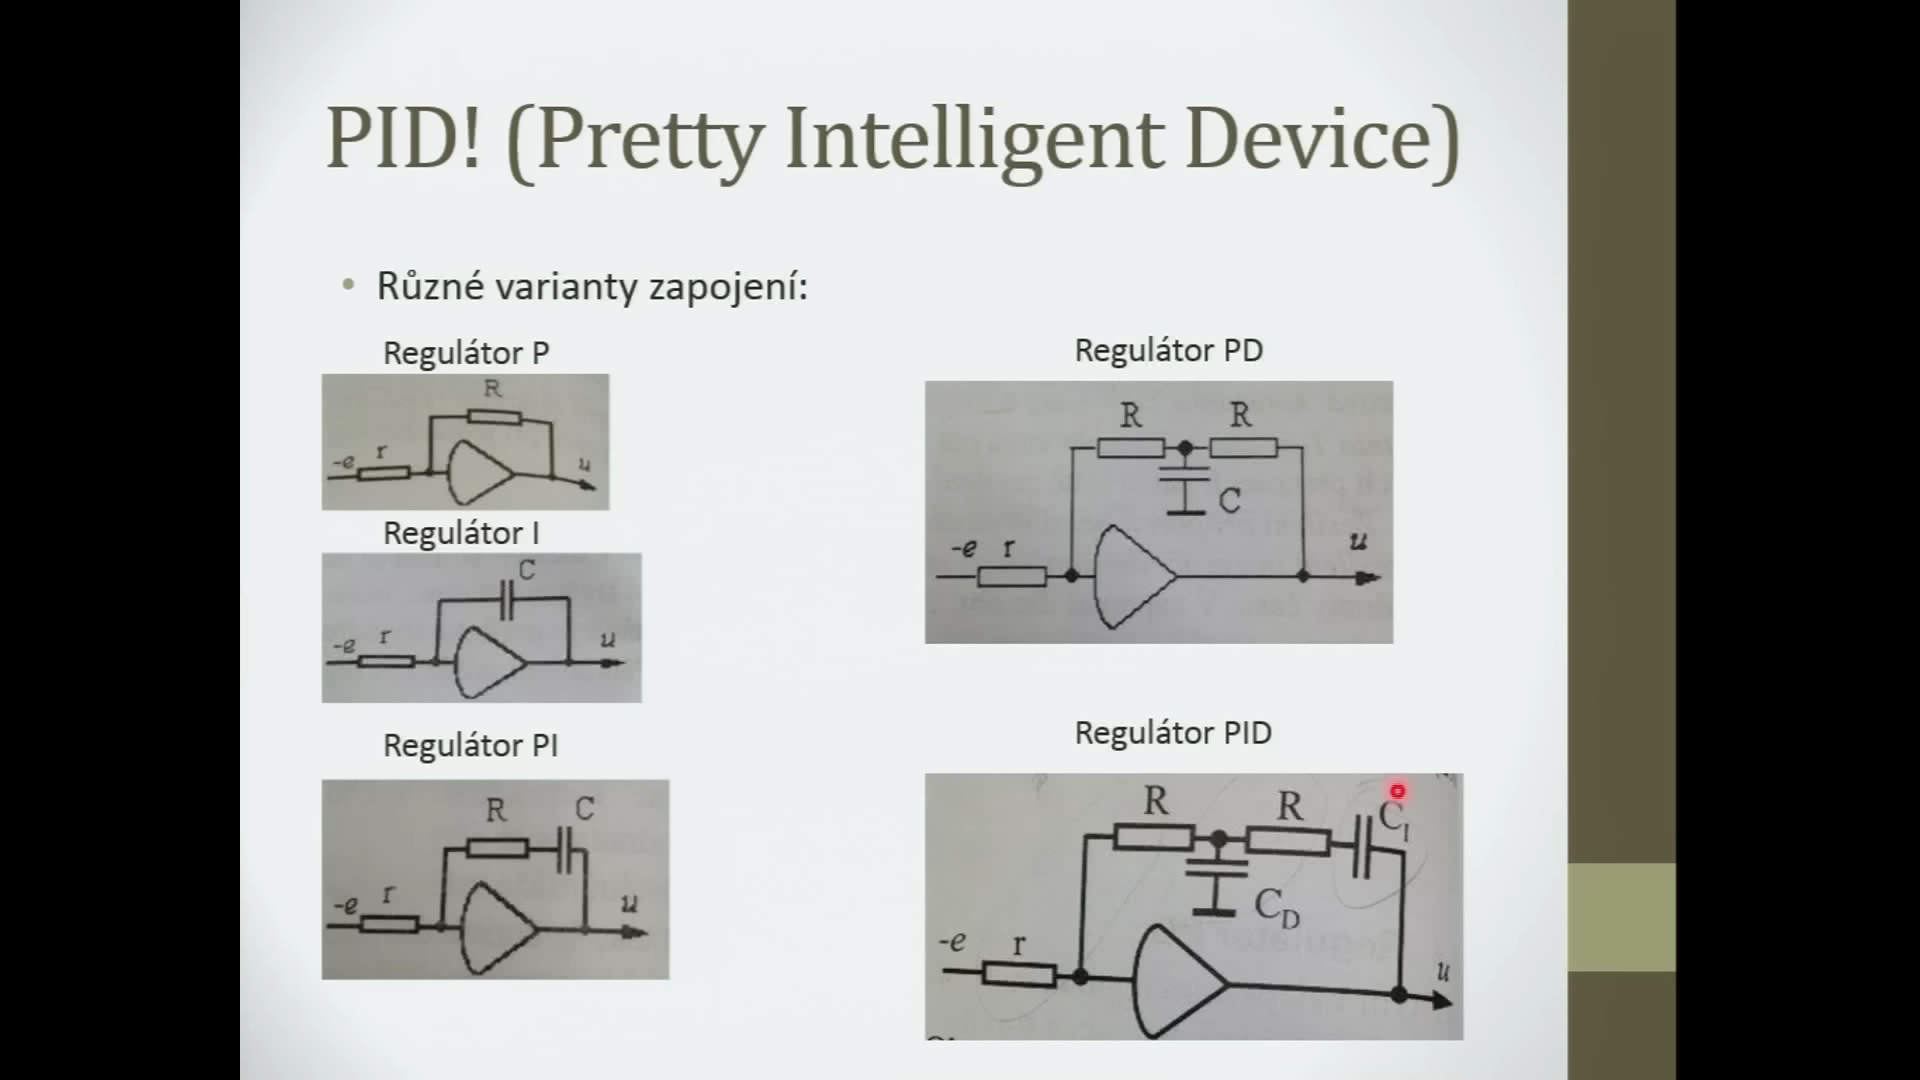 PID! (Pretty Intelligent Device)
• Různé varianty zapojení:
Regulátor P
R
-e r u
Regulátor I
C
-e r u
Regulátor PI
R C
-e r u
Regulátor PD
R R
C
-e r u
Regulátor PID
R R C_I
C_D
-e r u